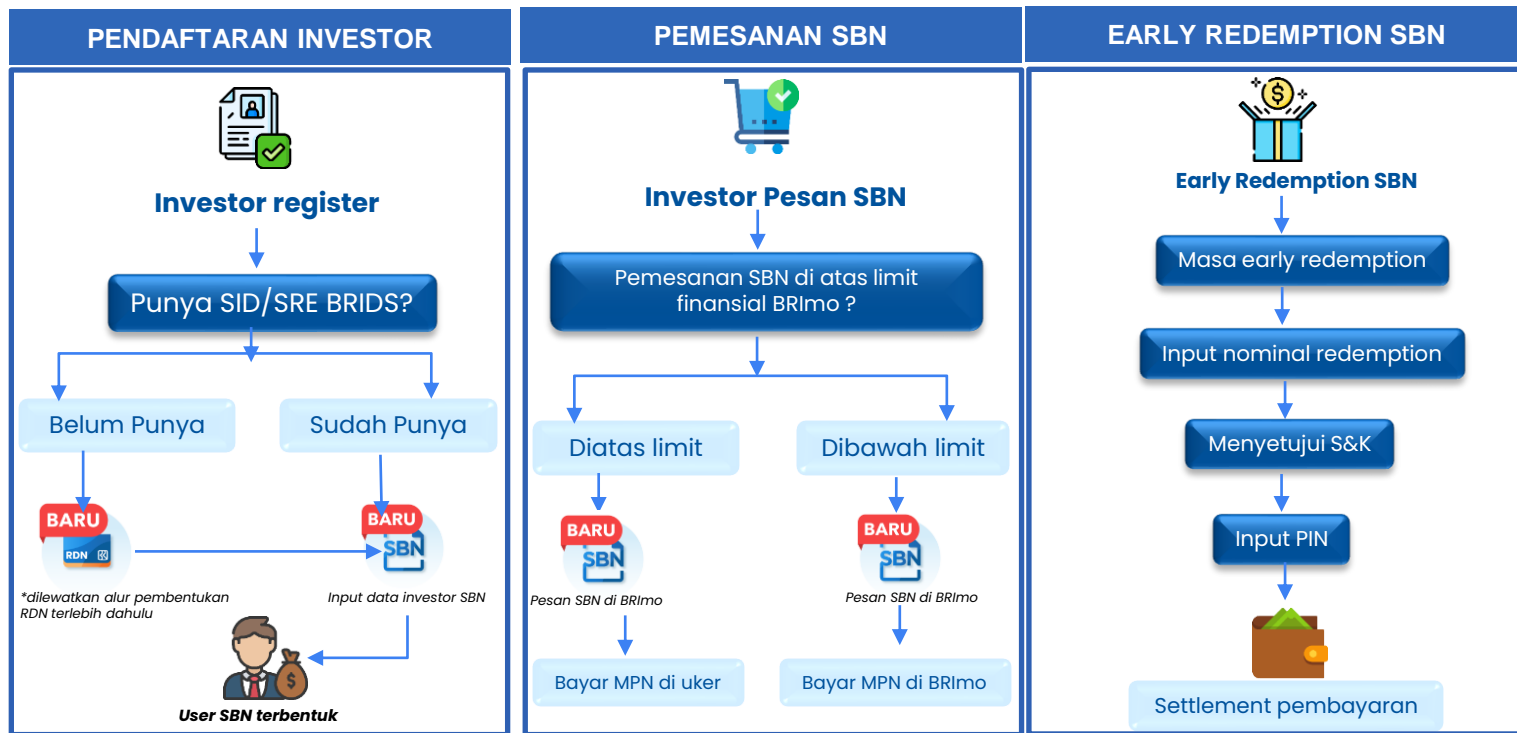 PENDAFTARAN INVESTOR
Investor register
Punya SID/SRE BRIDS?
Belum Punya
Sudah Punya
BARU
RDN
BARU
SBN
*dilewatkan alur pembentukan
RDN terlebih dahulu
Input data investor SBN
$
User SBN terbentuk
PEMESANAN SBN
Investor Pesan SBN
Pemesanan SBN di atas limit
finansial BRImo ?
Diatas limit
Dibawah limit
BARU
SBN
BARU
SBN
Pesan SBN di BRImo
Pesan SBN di BRImo
Bayar MPN di uker
Bayar MPN di BRImo
EARLY REDEMPTION SBN
$
Early Redemption SBN
Masa early redemption
Input nominal redemption
Menyetujui S&K
Input PIN
Settlement pembayaran